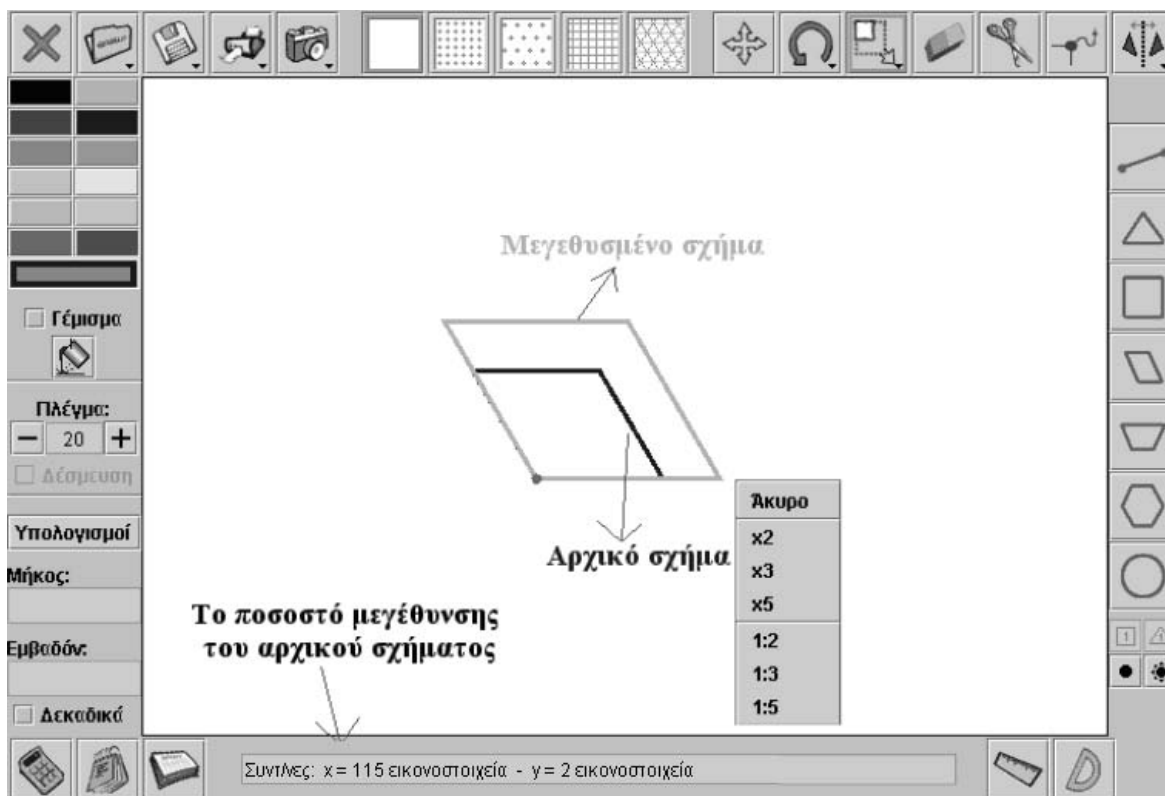 Μεγεθυσμένο σχήμα
Γέμισμα
Πλέγμα:
20
Δέσμευση
Υπολογισμοί
Μήκος:
Εμβαδόν:
Δεκαδικά
Αρχικό σχήμα
Άκυρο
x2
x3
x5
1:2
1:3
1:5
Το ποσοστό μεγέθυνσης
του αρχικού σχήματος
1
Συντ/νες: x = 115 εικονοστοιχεία - y = 2 εικονοστοιχεία